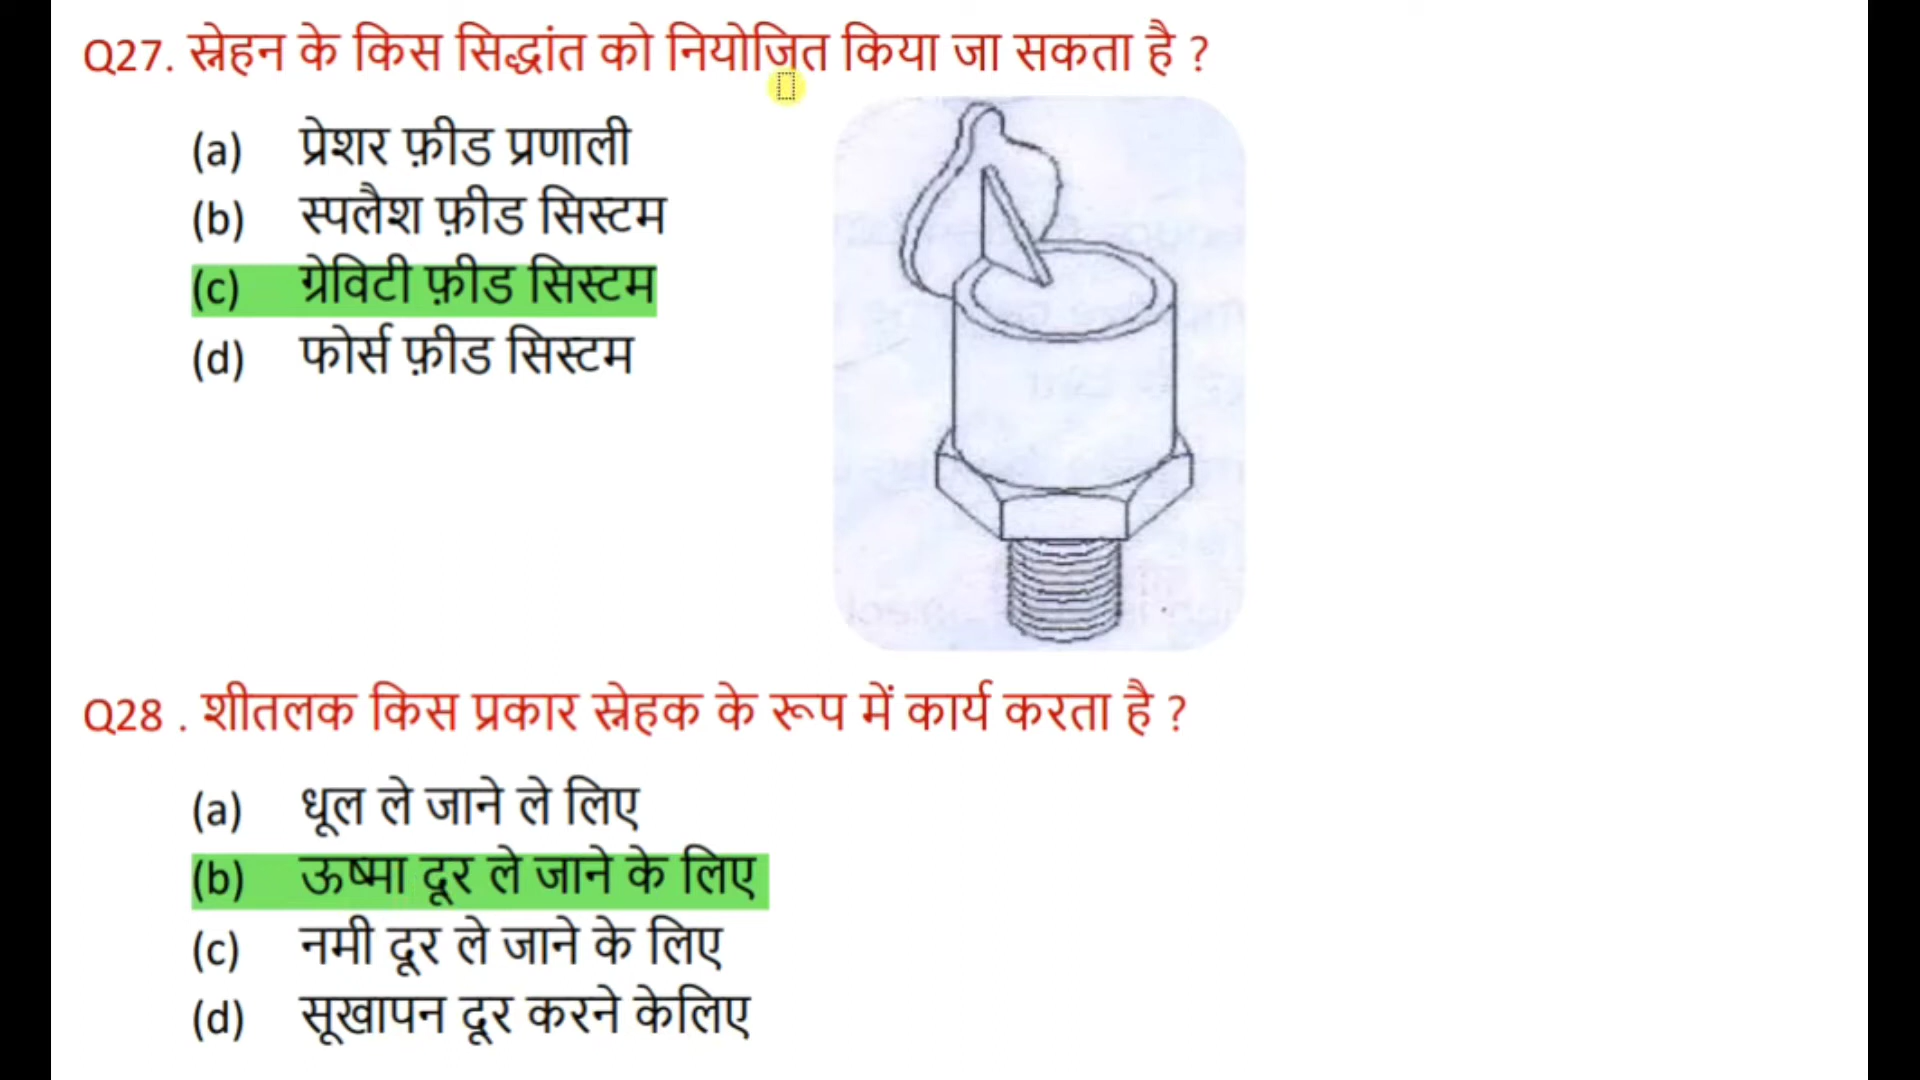 Q27. स्नेहन के किस सिद्धांत को नियोजित किया जा सकता है ?
(a) प्रेशर फ़ीड प्रणाली
(b) स्पलैश फ़ीड सिस्टम
(c) ग्रेविटी फ़ीड सिस्टम
(d) फोर्स फ़ीड सिस्टम
Q28 . शीतलक किस प्रकार स्नेहक के रूप में कार्य करता है ?
(a) धूल ले जाने ले लिए
(b) ऊष्मा दूर ले जाने के लिए
(c) नमी दूर ले जाने के लिए
(d) सूखापन दूर करने केलिए